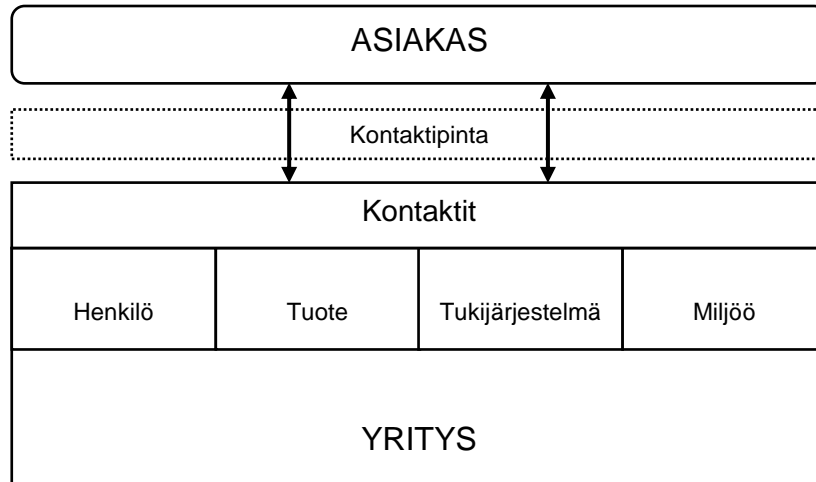 ASIAKAS
Kontaktipinta
Kontaktit
Henkilö
Tuote
Tukijärjestelmä
Miljöö
YRITYS